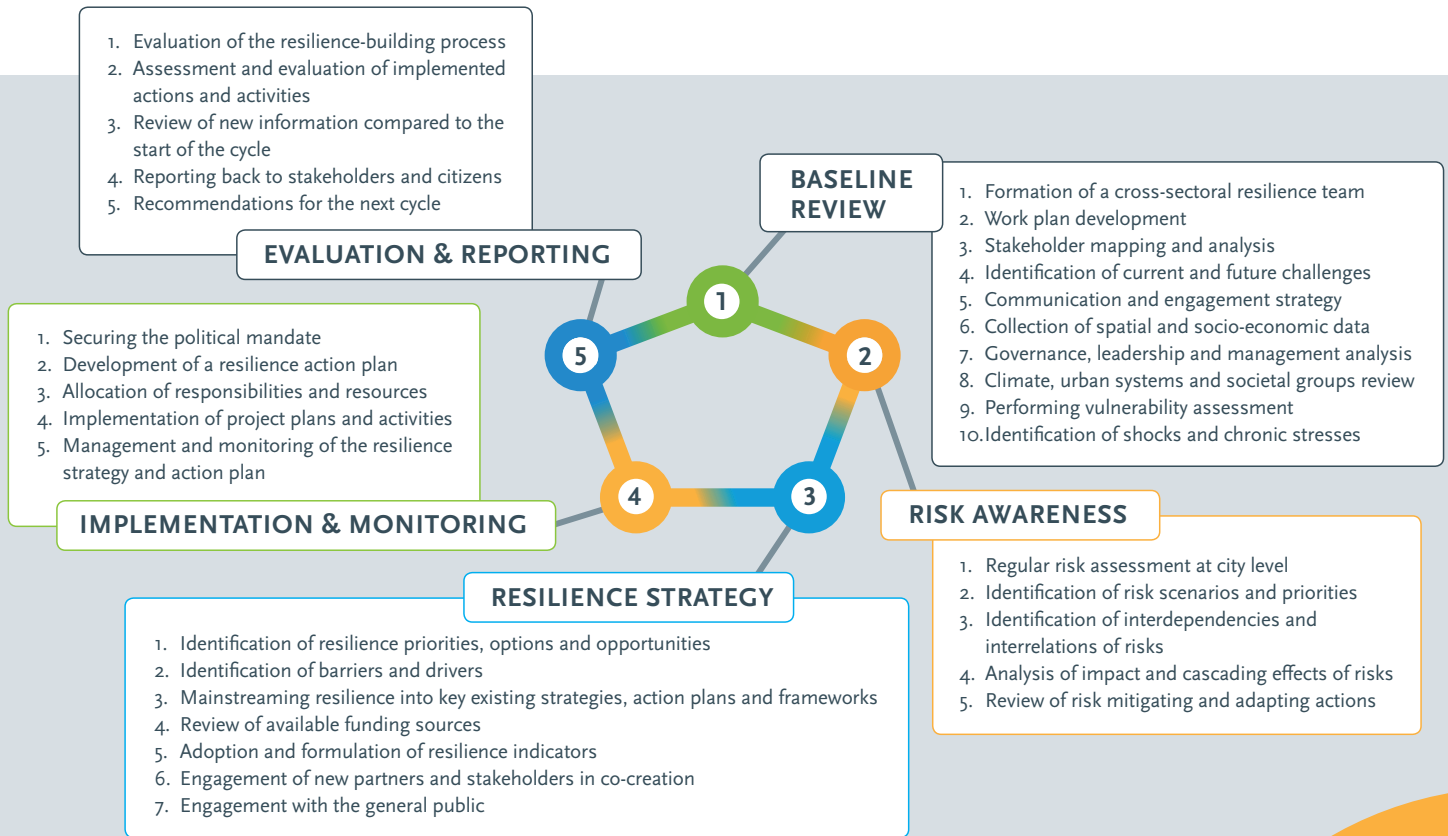 1. Evaluation of the resilience-building process
2. Assessment and evaluation of implemented
actions and activities
3. Review of new information compared to the
start of the cycle
4. Reporting back to stakeholders and citizens
5. Recommendations for the next cycle
EVALUATION & REPORTING
BASELINE
REVIEW
1. Formation of a cross-sectoral resilience team
2. Work plan development
3. Stakeholder mapping and analysis
4. Identification of current and future challenges
5. Communication and engagement strategy
6. Collection of spatial and socio-economic data
7. Governance, leadership and management analysis
8. Climate, urban systems and societal groups review
9. Performing vulnerability assessment
10.Identification of shocks and chronic stresses
1
2
3
4
5
1. Securing the political mandate
2. Development of a resilience action plan
3. Allocation of responsibilities and resources
4. Implementation of project plans and activities
5. Management and monitoring of the resilience
strategy and action plan
IMPLEMENTATION & MONITORING
RISK AWARENESS
1. Regular risk assessment at city level
2. Identification of risk scenarios and priorities
3. Identification of interdependencies and
interrelations of risks
4. Analysis of impact and cascading effects of risks
5. Review of risk mitigating and adapting actions
RESILIENCE STRATEGY
1. Identification of resilience priorities, options and opportunities
2. Identification of barriers and drivers
3. Mainstreaming resilience into key existing strategies, action plans and frameworks
4. Review of available funding sources
5. Adoption and formulation of resilience indicators
6. Engagement of new partners and stakeholders in co-creation
7. Engagement with the general public